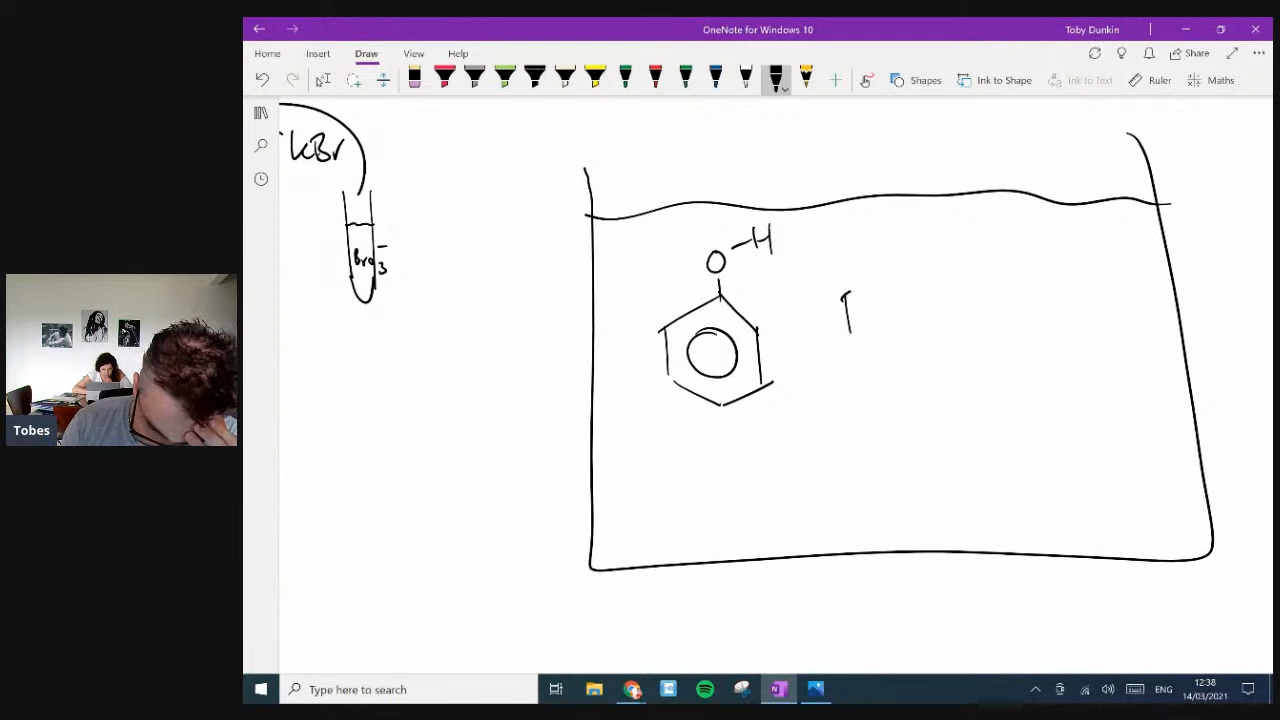 OneNote for Windows 10
Toby Dunkin
Home Insert Draw View Help
Share
Shapes Ink to Shape Ink to Text Ruler Maths
KBr
BrO3-
O-H
Tobes
Type here to search
ENG
12:38
14/03/2021